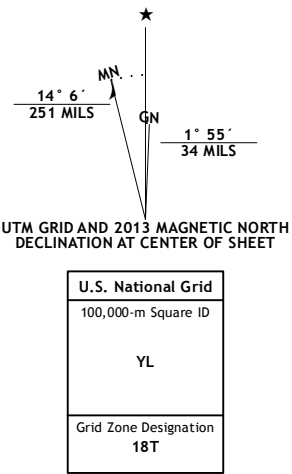 ★
MN
14° 6´
251 MILS
GN
1° 55´
34 MILS
UTM GRID AND 2013 MAGNETIC NORTH
DECLINATION AT CENTER OF SHEET
U.S. National Grid
100,000-m Square ID
YL
Grid Zone Designation
18T